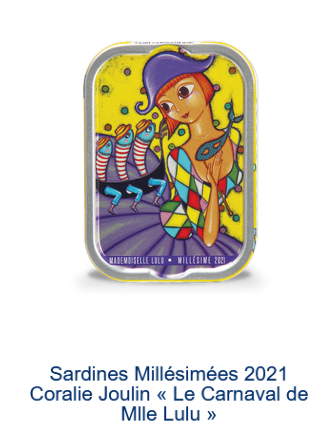 MADEMOISELLE LULU • MILLÉSIME 2021
Sardines Millésimées 2021
Coralie Joulin « Le Carnaval de
Mlle Lulu »